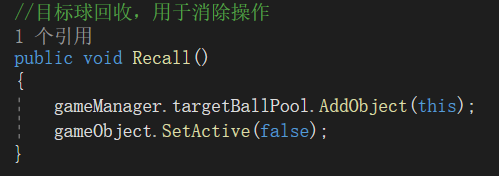 //目标球回收，用于消除操作
1 个引用
public void Recall()
{
    gameManager.targetBallPool.AddObject(this);
    gameObject.SetActive(false);
}